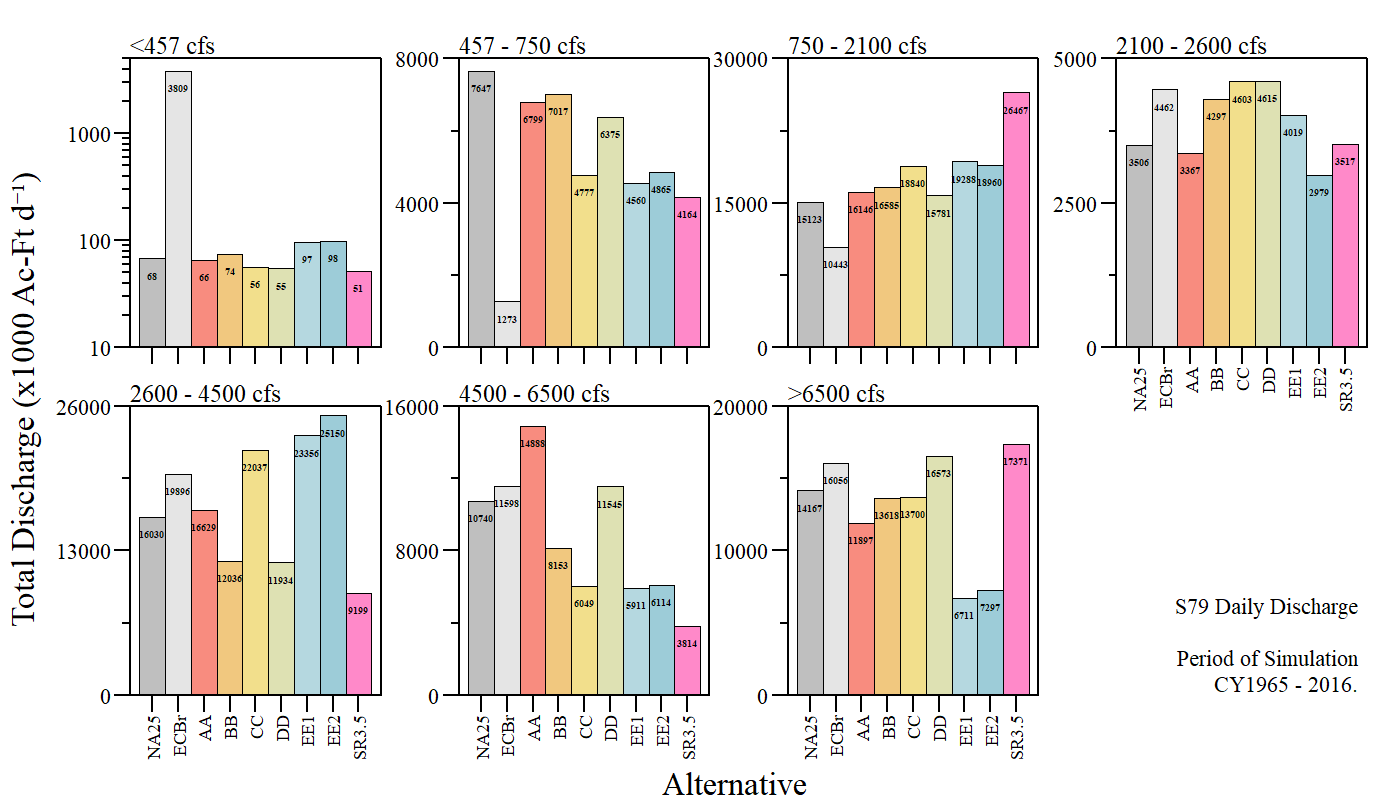 Total Discharge (x1000 Ac-Ft d⁻¹)
<457 cfs
1000
100
10
68
3809
66
74
56
55
97
98
51
457 - 750 cfs
8000
4000
0
7647
1273
6799
7017
4777
6375
4560
4865
4164
750 - 2100 cfs
30000
15000
0
15123
10443
16146
16585
18840
15781
19288
18960
26467
2100 - 2600 cfs
5000
2500
0
3506
4462
3367
4297
4603
4615
4019
2979
3517
NA25
ECBr
AA
BB
CC
DD
EE1
EE2
SR3.5
2600 - 4500 cfs
26000
13000
0
16030
19896
16629
12036
22037
11934
23356
25150
9199
NA25
ECBr
AA
BB
CC
DD
EE1
EE2
SR3.5
4500 - 6500 cfs
16000
8000
0
10740
11598
14888
8153
6049
11545
5911
6114
3814
NA25
ECBr
AA
BB
CC
DD
EE1
EE2
SR3.5
>6500 cfs
20000
10000
0
14167
16056
11897
13618
13700
16573
6711
7297
17371
NA25
ECBr
AA
BB
CC
DD
EE1
EE2
SR3.5
S79 Daily Discharge
Period of Simulation
CY1965 - 2016.
Alternative